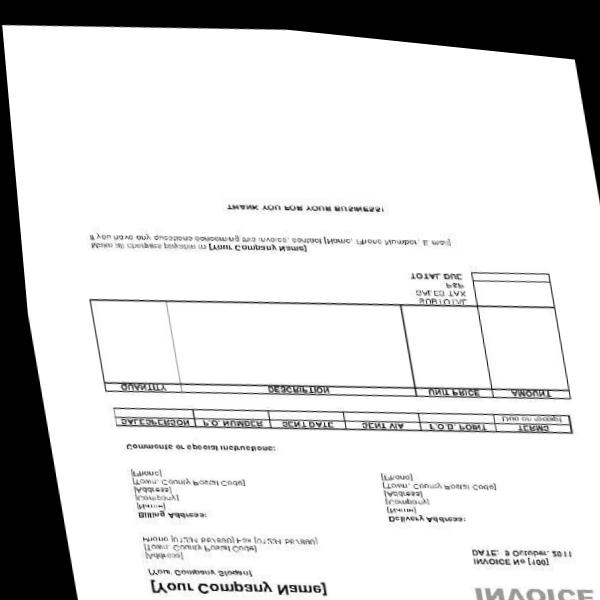 [Your Company Name]
INVOICE
[Your Company Slogan]
[Address]
[Town, County Postal Code]
Phone [01234 567890] Fax [01234 567890]
INVOICE No [100]
DATE: 9 October, 2011
Billing Address:
[Name]
[Company]
[Address]
[Town, County Postal Code]
[Phone]
Delivery Address:
[Name]
[Company]
[Address]
[Town, County Postal Code]
[Phone]
Comments or special instructions:
SALESPERSON P.O. NUMBER SENT DATE SENT VIA F.O.B. POINT TERMS
Due on receipt
QUANTITY DESCRIPTION UNIT PRICE AMOUNT
SUBTOTAL
SALES TAX
P&P
TOTAL DUE
Make all cheques payable to [Your Company Name]
If you have any questions concerning this invoice, contact [Name, Phone Number, E-mail]
THANK YOU FOR YOUR BUSINESS!